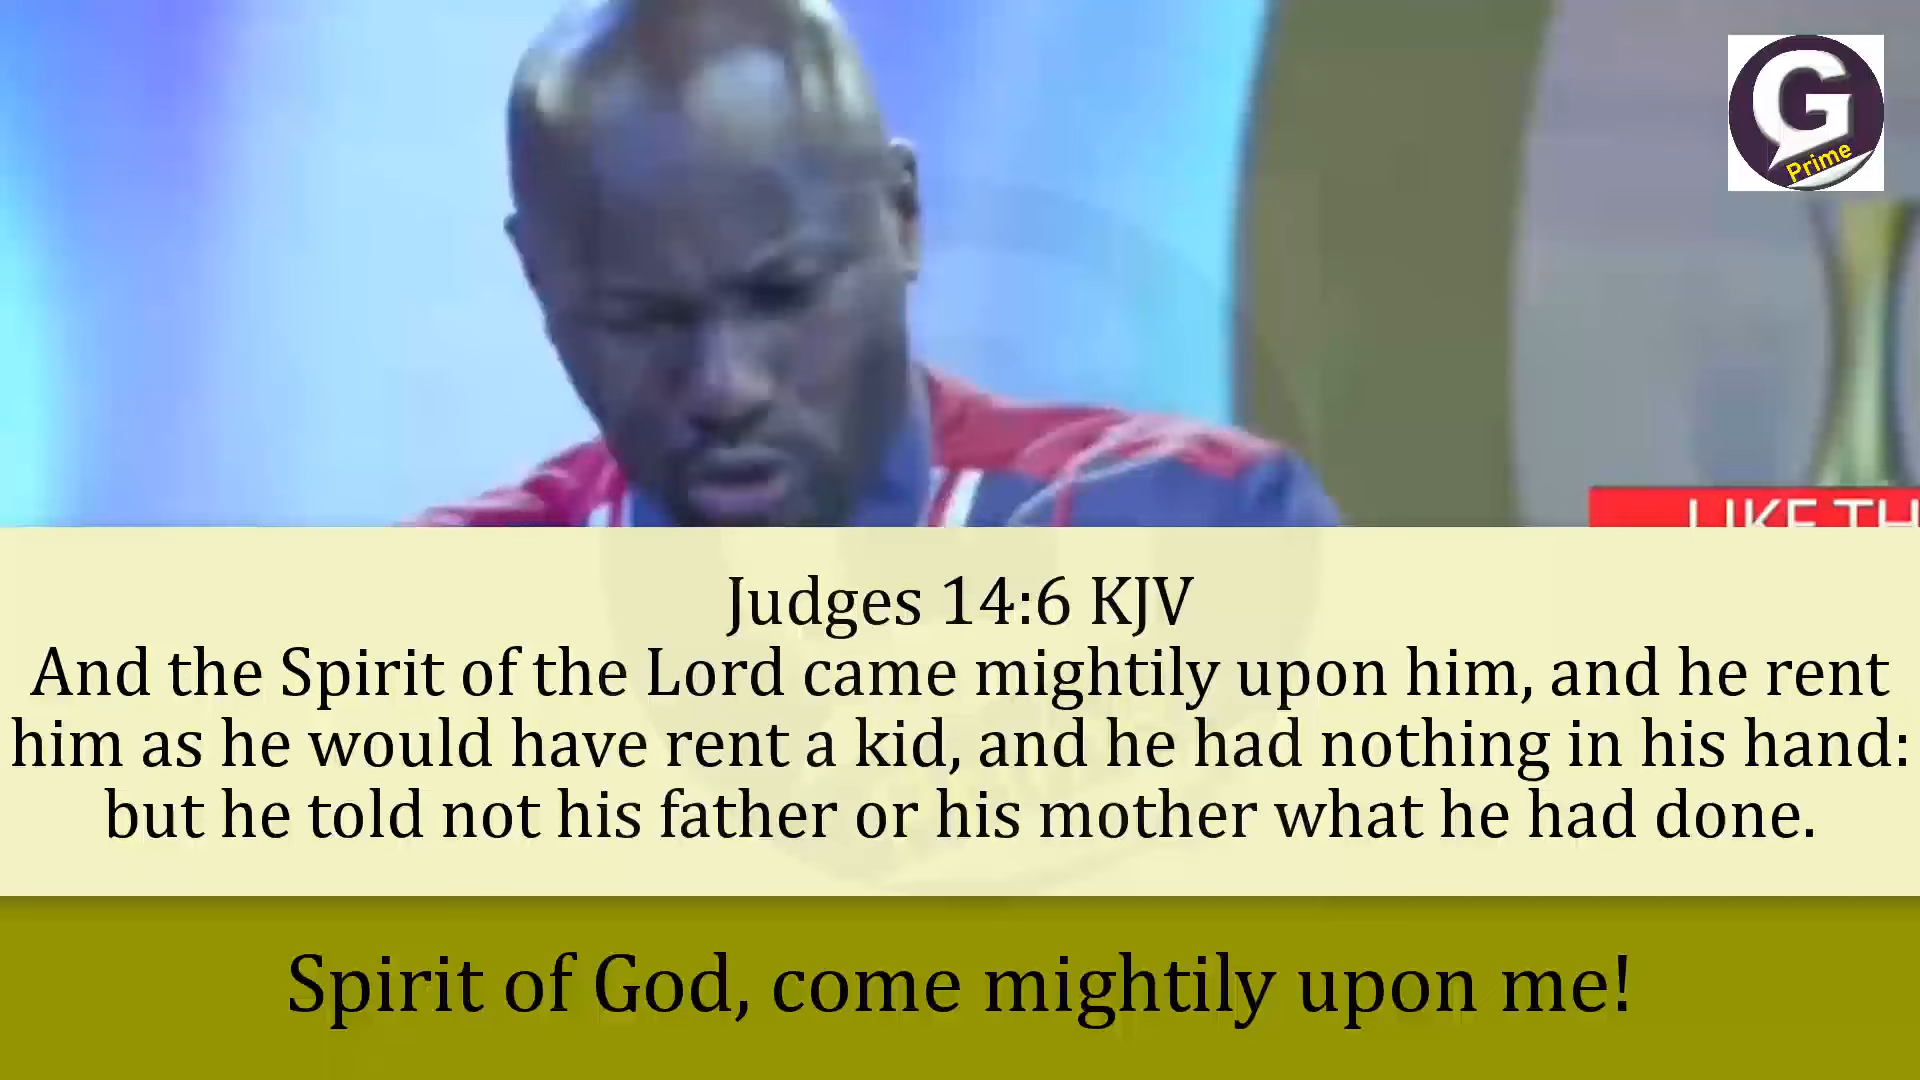 G
Prime
LIKE TH
Judges 14:6 KJV
And the Spirit of the Lord came mightily upon him, and he rent
him as he would have rent a kid, and he had nothing in his hand:
but he told not his father or his mother what he had done.
Spirit of God, come mightily upon me!